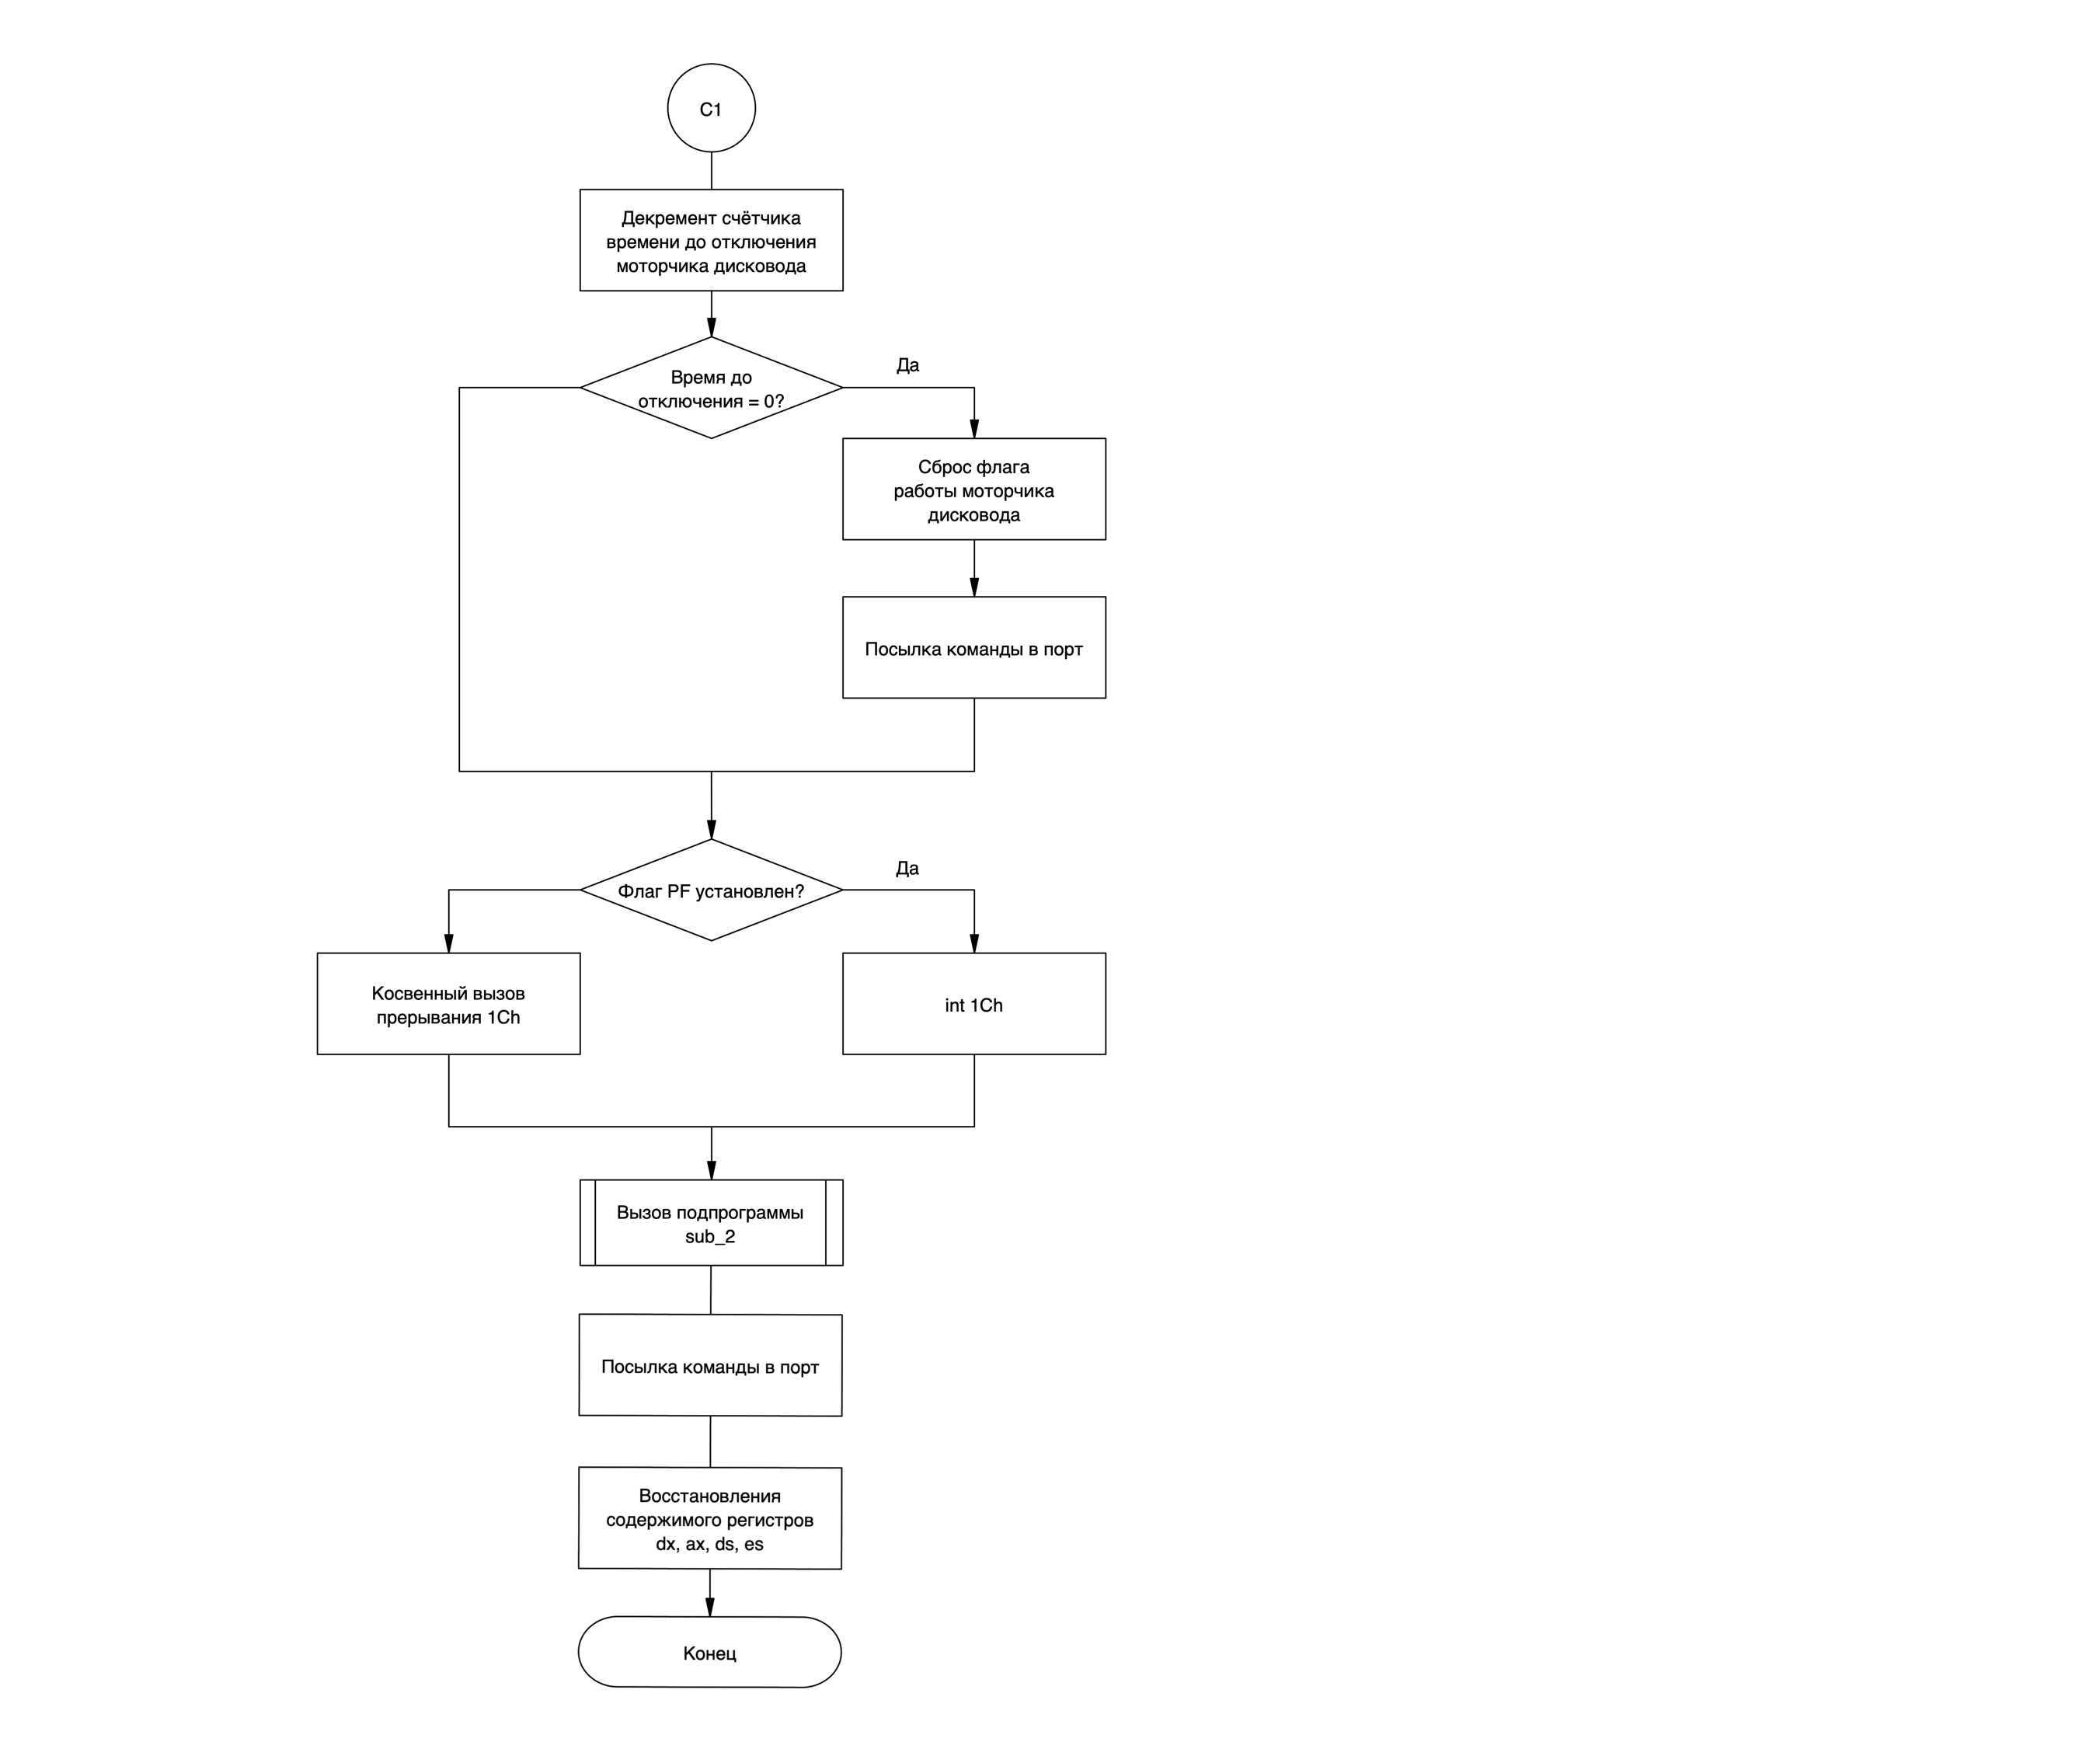 C1
Декремент счётчика
времени до отключения
моторчика дисковода
Время до
отключения = 0?
Да
Сброс флага
работы моторчика
дисковода
Посылка команды в порт
Флаг PF установлен?
Да
Косвенный вызов
прерывания 1Ch
int 1Ch
Вызов подпрограммы
sub_2
Посылка команды в порт
Восстановления
содержимого регистров
dx, ax, ds, es
Конец